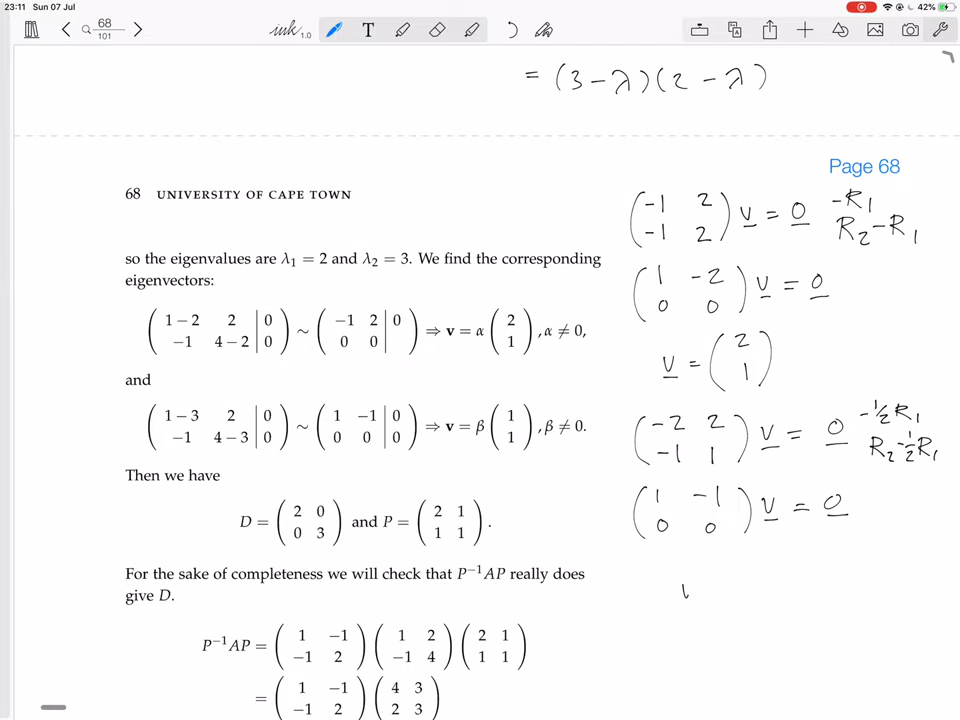 23:11 Sun 07 Jul
42%
68
101
ink 1.0
T
= (3 − λ)(2 − λ)
Page 68
68 UNIVERSITY OF CAPE TOWN
so the eigenvalues are λ₁ = 2 and λ₂ = 3. We find the corresponding
eigenvectors:
( 1 − 2 2 | 0 ; −1 4 − 2 | 0 ) ∼ ( −1 2 | 0 ; 0 0 | ) ⇒ v = α ( 2 ; 1 ), α ≠ 0,
and
( 1 − 3 2 | 0 ; −1 4 − 3 | 0 ) ∼ ( 1 −1 | 0 ; 0 0 | 0 ) ⇒ v = β ( 1 ; 1 ), β ≠ 0.
Then we have
D = ( 2 0 ; 0 3 ) and P = ( 2 1 ; 1 1 ).
For the sake of completeness we will check that P⁻¹AP really does
give D.
P⁻¹AP = ( 1 −1 ; −1 2 ) ( 1 2 ; −1 4 ) ( 2 1 ; 1 1 )
= ( 1 −1 ; −1 2 ) ( 4 3 ; 2 3 )
( -1 2 ; -1 2 ) v = 0 -R₁
R₂-R₁
( 1 -2 ; 0 0 ) v = 0
v = ( 2 ; 1 )
( -2 2 ; -1 1 ) v = 0 -½R₁
R₂-½R₁
( 1 -1 ; 0 0 ) v = 0